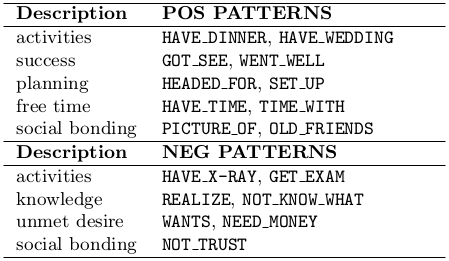 Description POS PATTERNS
activities HAVE_DINNER, HAVE_WEDDING
success GOT_SEE, WENT_WELL
planning HEADED_FOR, SET_UP
free time HAVE_TIME, TIME_WITH
social bonding PICTURE_OF, OLD_FRIENDS
Description NEG PATTERNS
activities HAVE_X-RAY, GET_EXAM
knowledge REALIZE, NOT_KNOW_WHAT
unmet desire WANTS, NEED_MONEY
social bonding NOT_TRUST